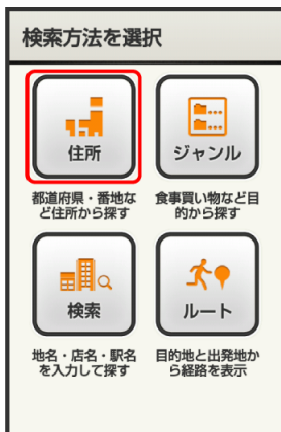 検索方法を選択
住所
ジャンル
都道府県・番地な
ど住所から探す
食事買い物など目
的から探す
検索
ルート
地名・店名・駅名
を入力して探す
目的地と出発地か
ら経路を表示